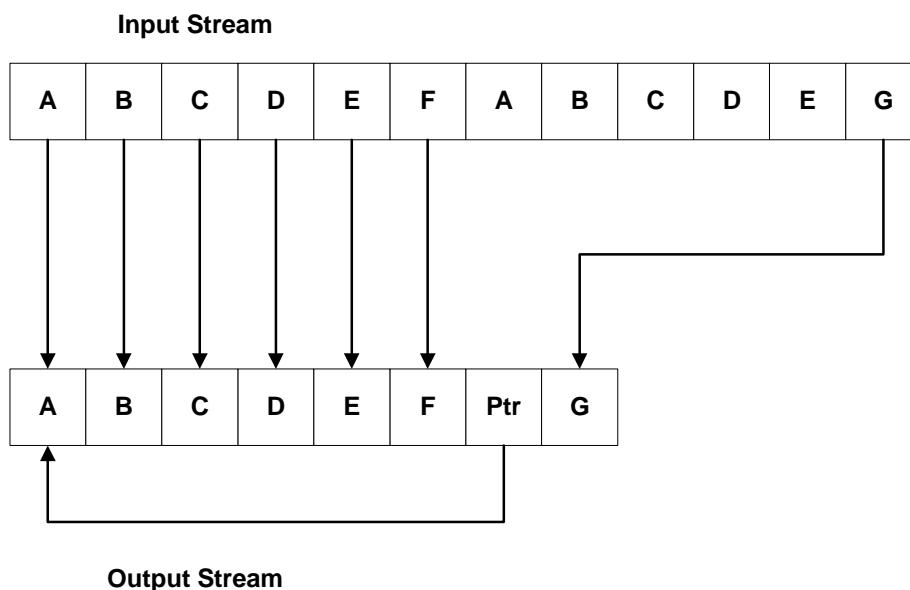 Input Stream
A B C D E F A B C D E G
A B C D E F Ptr G
Output Stream